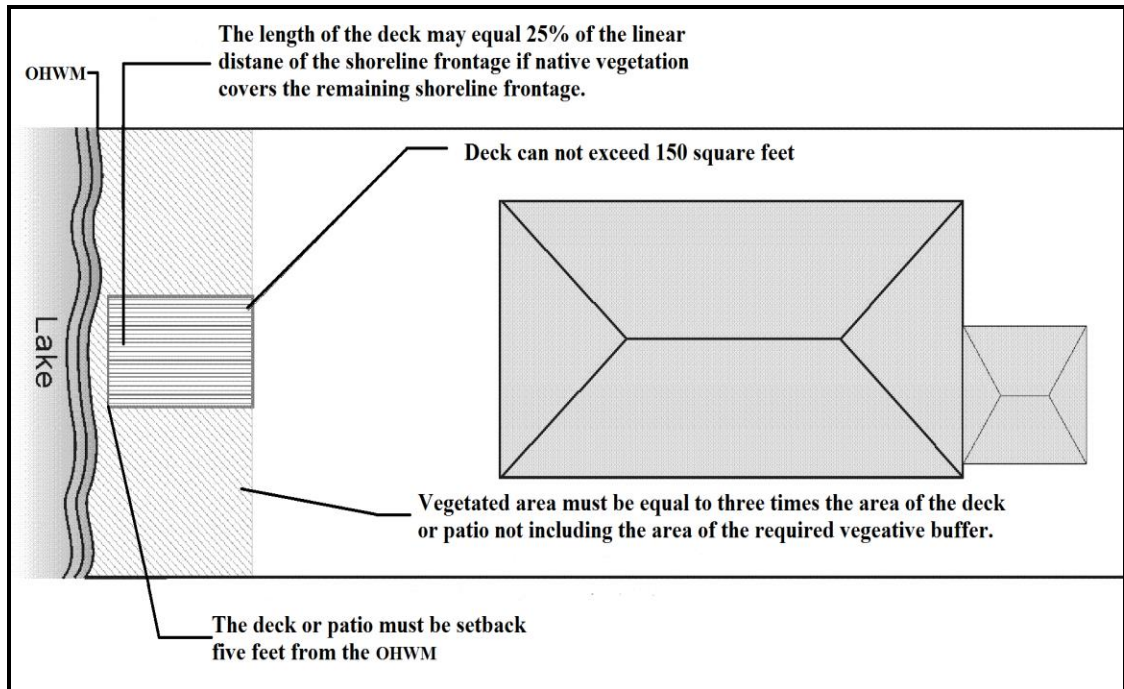 The length of the deck may equal 25% of the linear
distane of the shoreline frontage if native vegetation
covers the remaining shoreline frontage.
OHWM
Deck can not exceed 150 square feet
Lake
Vegetated area must be equal to three times the area of the deck
or patio not including the area of the required vegeative buffer.
The deck or patio must be setback
five feet from the OHWM